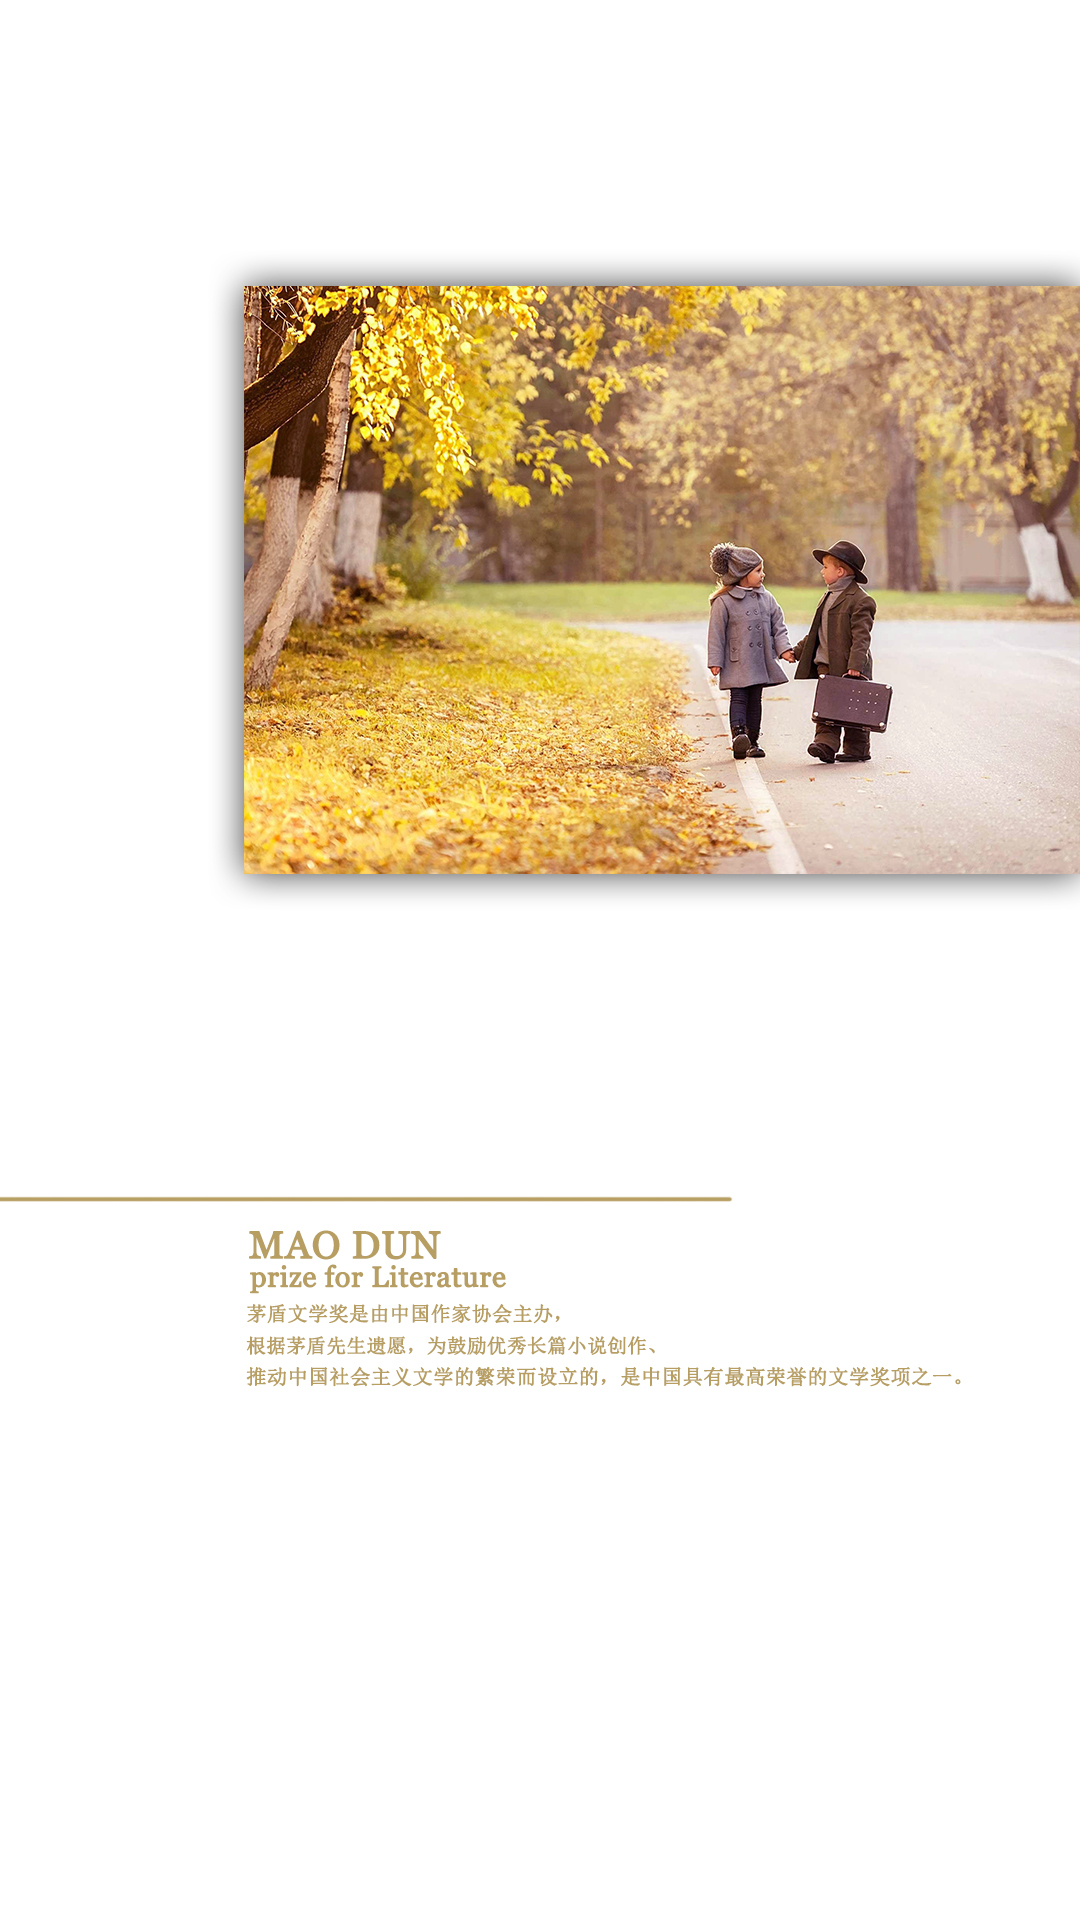 MAO DUN
prize for Literature
茅盾文学奖是由中国作家协会主办，
根据茅盾先生遗愿，为鼓励优秀长篇小说创作、
推动中国社会主义文学的繁荣而设立的，是中国具有最高荣誉的文学奖项之一。